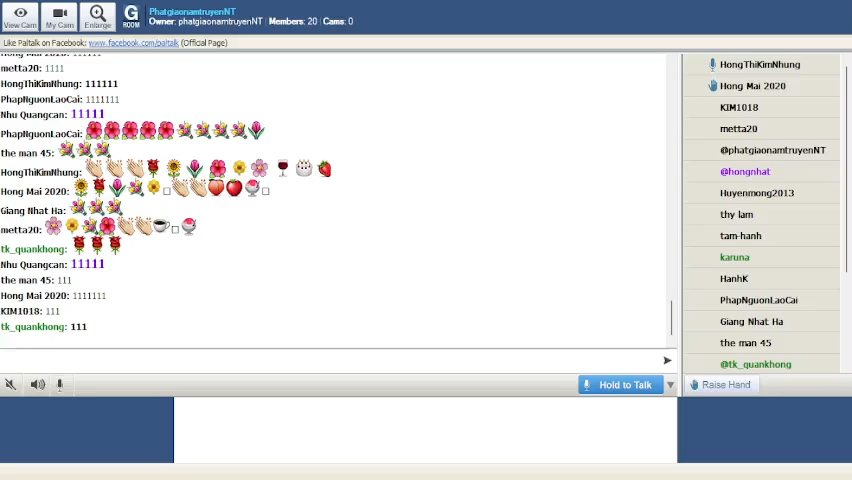 View Cam
My Cam
Enlarge
G
ROOM
PhatgiaonamtruyenNT
Owner: phatgiaonamtruyenNT | Members: 20 | Cams: 0
Like Paltalk on Facebook: www.facebook.com/paltalk (Official Page)
metta20: 1111
HongThiKimNhung: 111111
PhapNguonLaoCai: 1111111
Nhu Quangcan: 11111
PhapNguonLaoCai:
the man 45:
HongThiKimNhung:
Hong Mai 2020:
Giang Nhat Ha:
metta20:
tk_quankhong:
Nhu Quangcan: 11111
the man 45: 111
Hong Mai 2020: 1111111
KIM1018: 111
tk_quankhong: 111
HongThiKimNhung
Hong Mai 2020
KIM1018
metta20
@phatgiaonamtruyenNT
@hongnhat
Huyenmong2013
thy lam
tam-hanh
karuna
HanhK
PhapNguonLaoCai
Giang Nhat Ha
the man 45
@tk_quankhong
Hold to Talk
Raise Hand